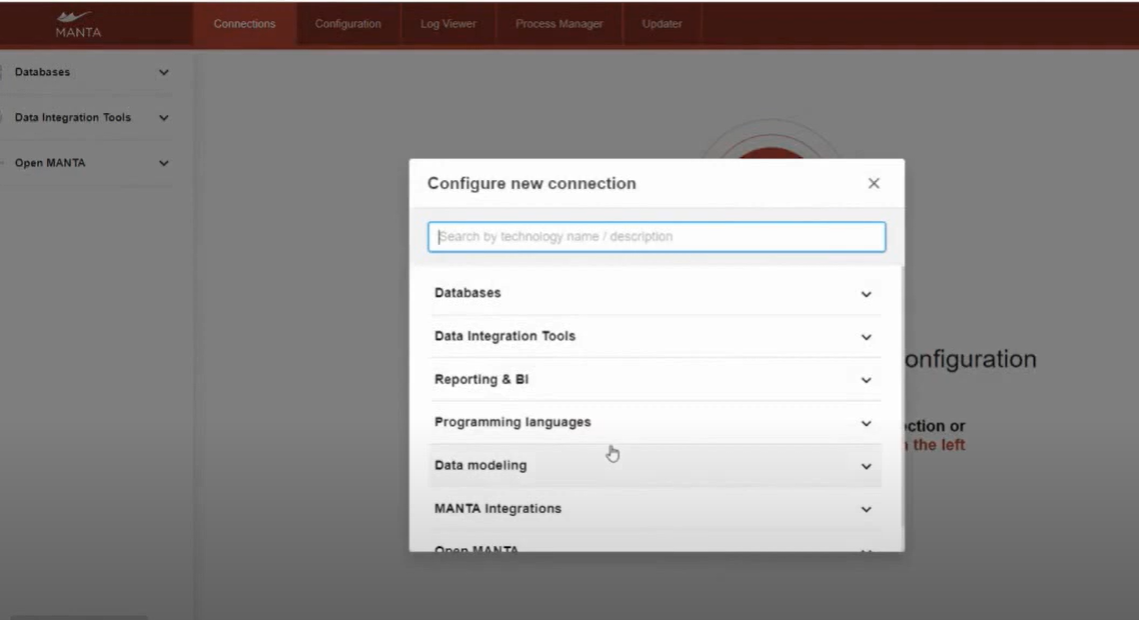 MANTA
Connections
Configuration
Log Viewer
Process Manager
Updater
Databases
Data Integration Tools
Open MANTA
Configure new connection
Search by technology name / description
Databases
Data Integration Tools
Reporting & BI
Programming languages
Data modeling
MANTA Integrations
Open MANTA
onfiguration
ction or
the left